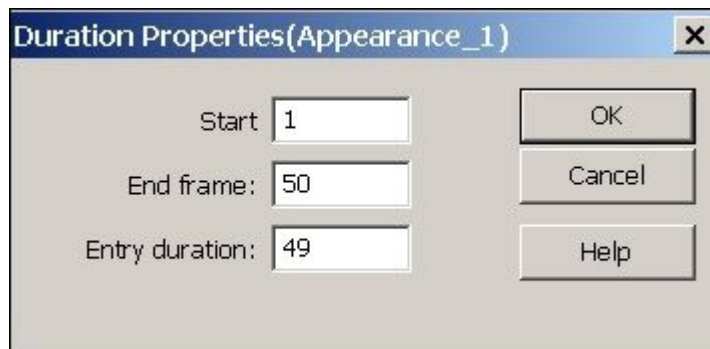 Duration Properties(Appearance_1)
Start 1
OK
End frame: 50
Cancel
Entry duration: 49
Help